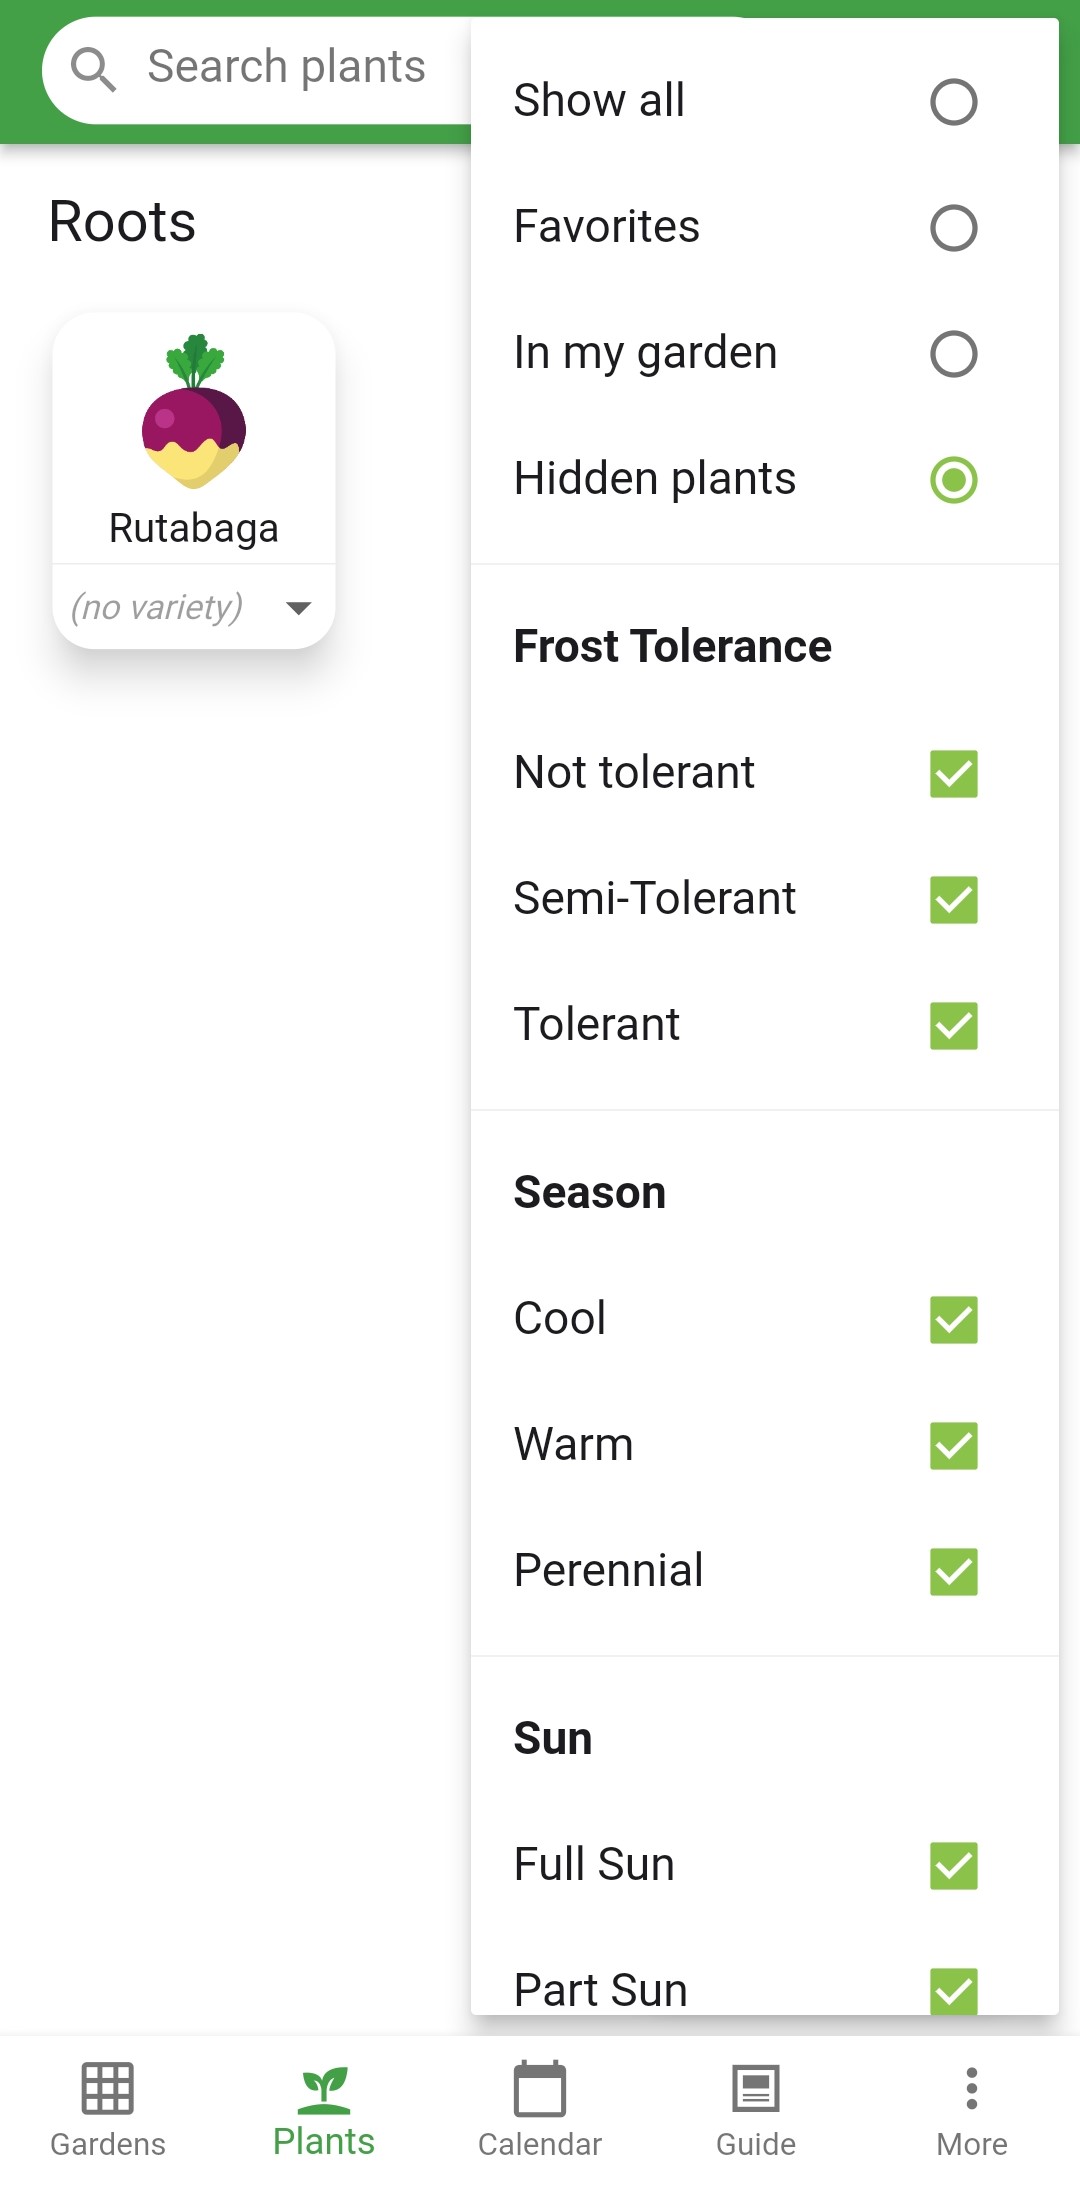 Search plants
Roots
Rutabaga
(no variety)
Show all
Favorites
In my garden
Hidden plants
Frost Tolerance
Not tolerant
Semi-Tolerant
Tolerant
Season
Cool
Warm
Perennial
Sun
Full Sun
Part Sun
Gardens
Plants
Calendar
Guide
More